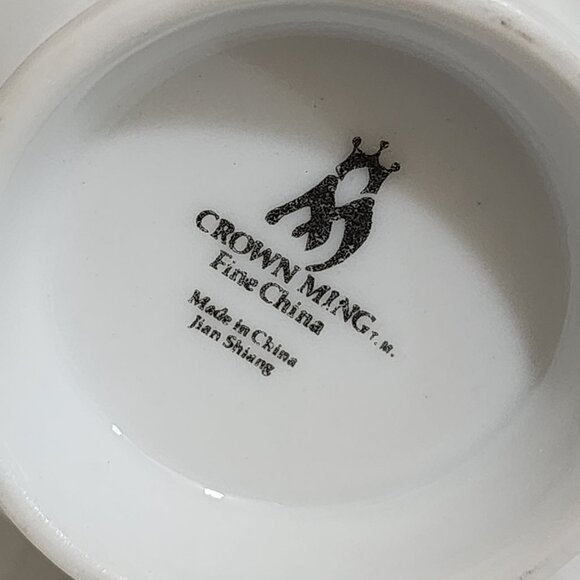 CROWN MING T.M.
Fine China
Made in China
Jian Shiang